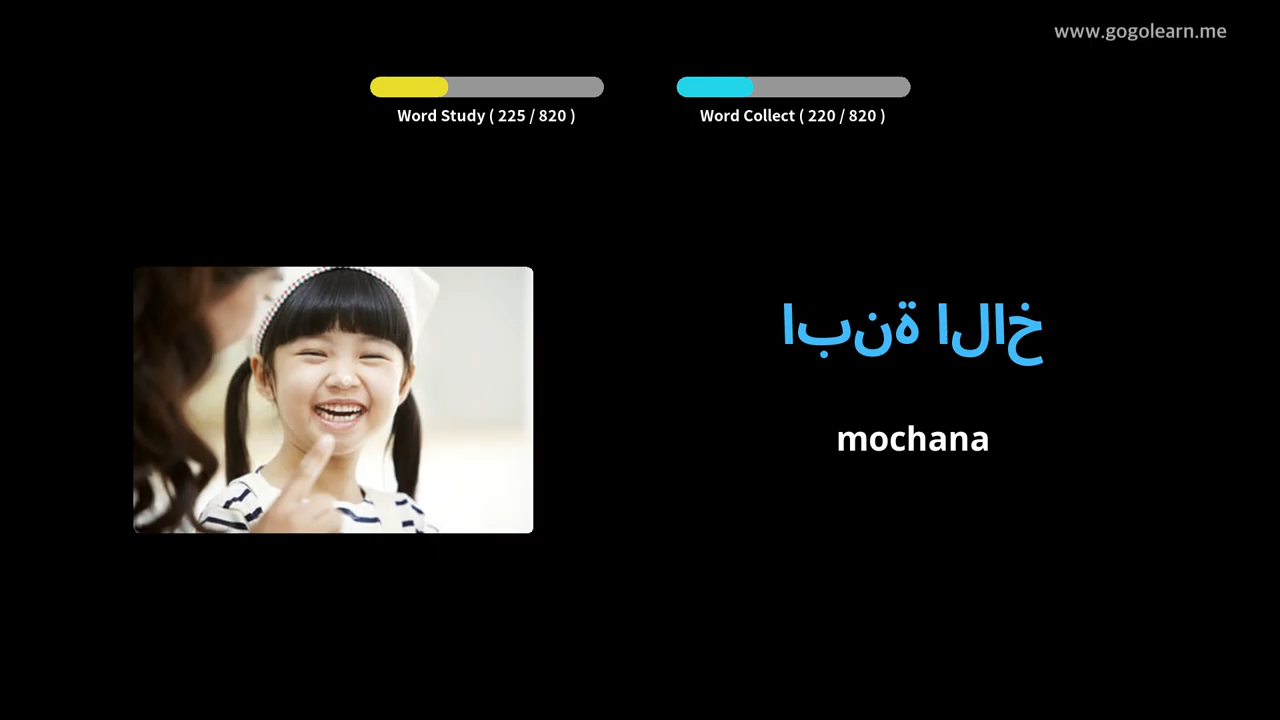 www.gogolearn.me
Word Study ( 225 / 820 )
Word Collect ( 220 / 820 )
ابنة الاخ
mochana